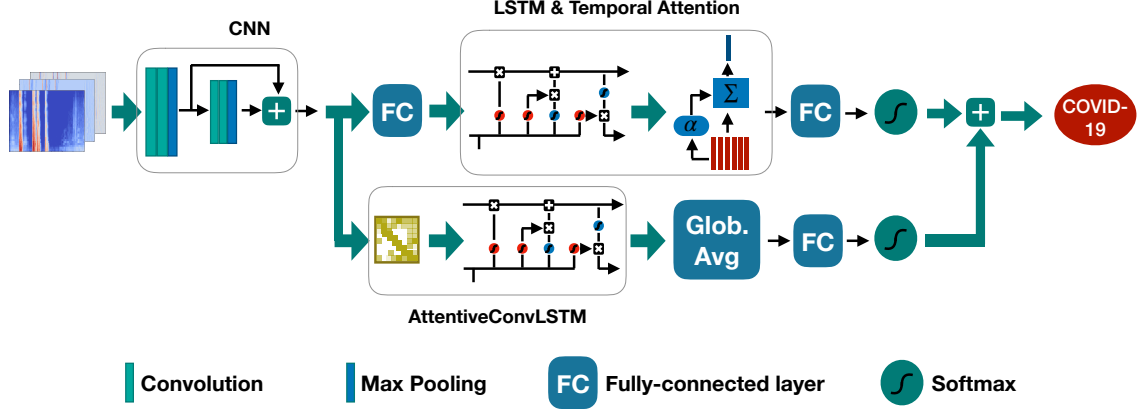 LSTM & Temporal Attention
CNN
FC
α
Σ
FC
COVID-
19
Glob.
Avg
FC
AttentiveConvLSTM
Convolution
Max Pooling
FC
Fully-connected layer
Softmax